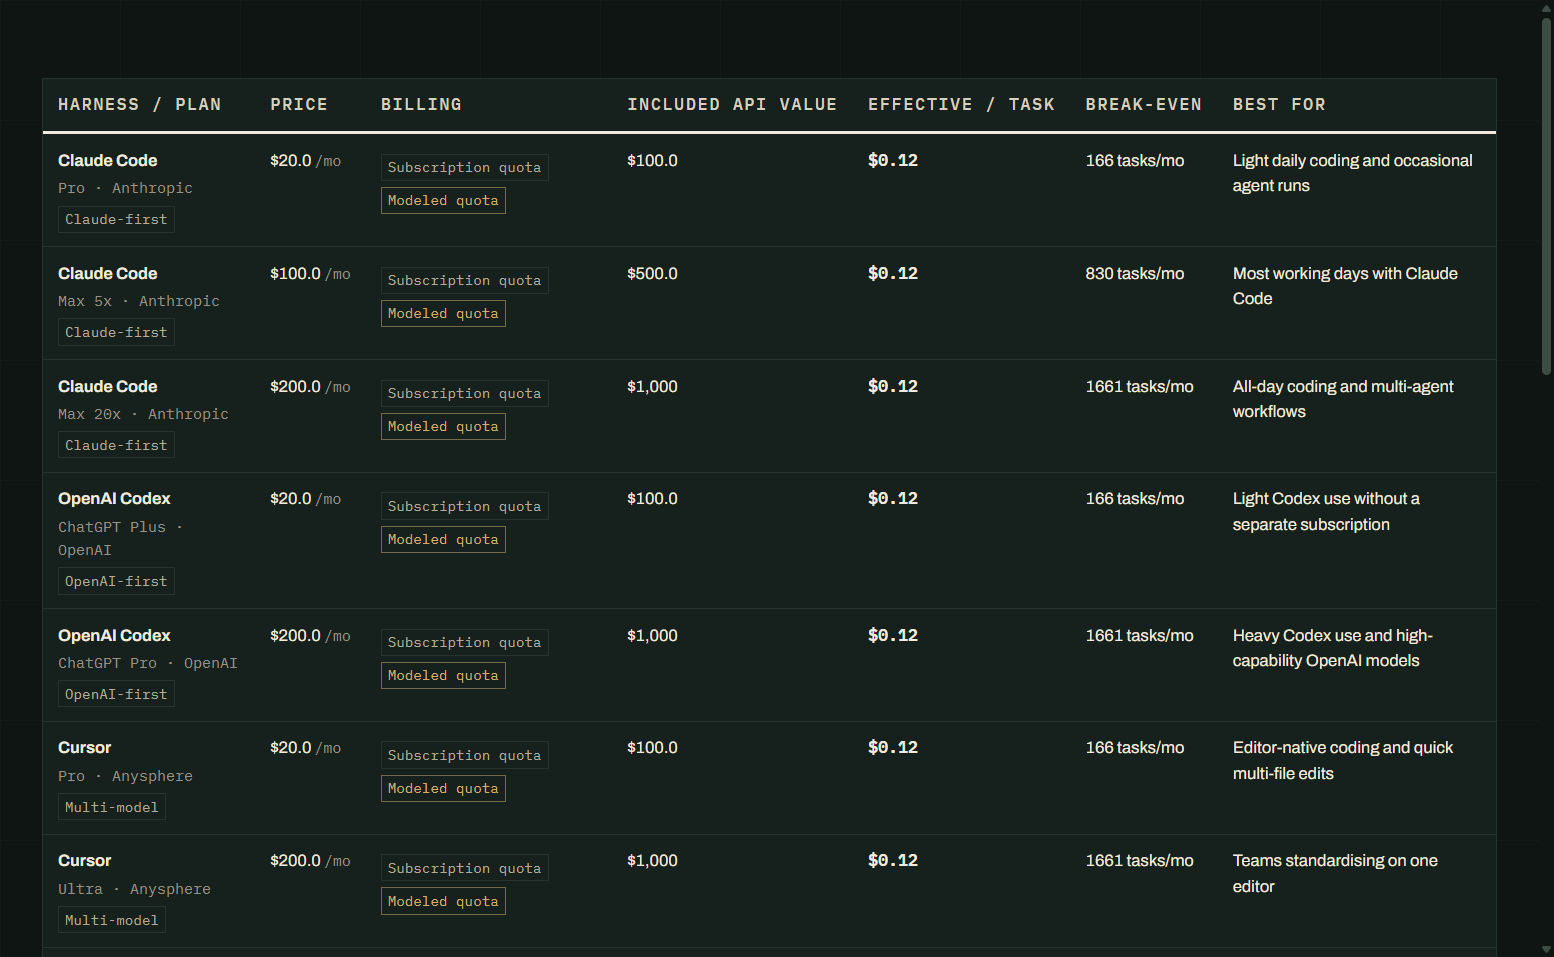 HARNESS / PLAN PRICE BILLING INCLUDED API VALUE EFFECTIVE / TASK BREAK-EVEN BEST FOR
Claude Code $20.0 /mo Subscription quota $100.0 $0.12 166 tasks/mo Light daily coding and occasional
Pro · Anthropic Modeled quota agent runs
Claude-first
Claude Code $100.0 /mo Subscription quota $500.0 $0.12 830 tasks/mo Most working days with Claude
Max 5x · Anthropic Modeled quota Code
Claude-first
Claude Code $200.0 /mo Subscription quota $1,000 $0.12 1661 tasks/mo All-day coding and multi-agent
Max 20x · Anthropic Modeled quota workflows
Claude-first
OpenAI Codex $20.0 /mo Subscription quota $100.0 $0.12 166 tasks/mo Light Codex use without a
ChatGPT Plus · Modeled quota separate subscription
OpenAI
OpenAI-first
OpenAI Codex $200.0 /mo Subscription quota $1,000 $0.12 1661 tasks/mo Heavy Codex use and high-
ChatGPT Pro · OpenAI Modeled quota capability OpenAI models
OpenAI-first
Cursor $20.0 /mo Subscription quota $100.0 $0.12 166 tasks/mo Editor-native coding and quick
Pro · Anysphere Modeled quota multi-file edits
Multi-model
Cursor $200.0 /mo Subscription quota $1,000 $0.12 1661 tasks/mo Teams standardising on one
Ultra · Anysphere Modeled quota editor
Multi-model